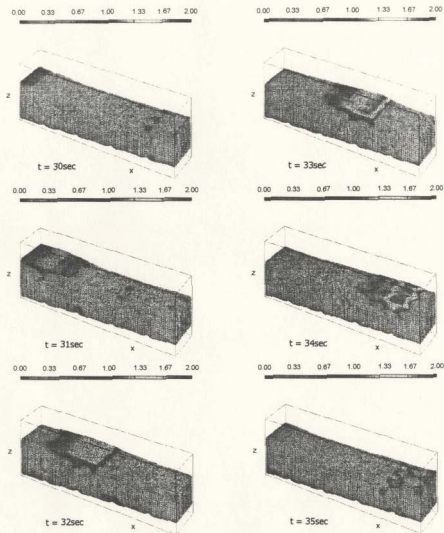 0.00 0.33 0.67 1.00 1.33 1.67 2.00
z
t = 30sec
x
0.00 0.33 0.67 1.00 1.33 1.67 2.00
z
t = 33sec
x
0.00 0.33 0.67 1.00 1.33 1.67 2.00
z
t = 31sec
x
0.00 0.33 0.67 1.00 1.33 1.67 2.00
z
t = 34sec
x
0.00 0.33 0.67 1.00 1.33 1.67 2.00
z
t = 32sec
x
0.00 0.33 0.67 1.00 1.33 1.67 2.00
z
t = 35sec
x